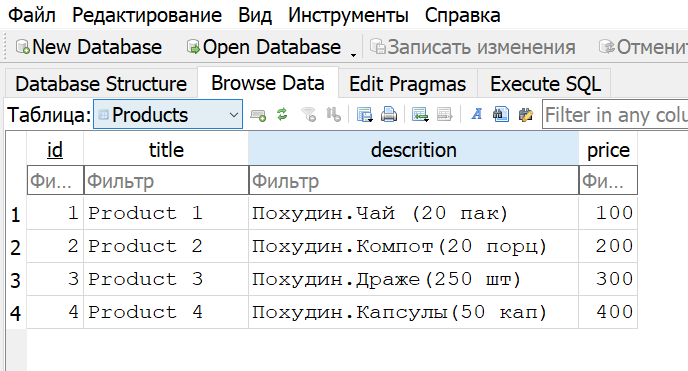 Файл Редактирование Вид Инструменты Справка
New Database Open Database Записать изменения Отменит
Database Structure Browse Data Edit Pragmas Execute SQL
Таблица: Products Filter in any colu
id title descrition price
Фи... Фильтр Фильтр Фи...
1 1 Product 1 Похудин.Чай (20 пак) 100
2 2 Product 2 Похудин.Компот(20 порц) 200
3 3 Product 3 Похудин.Драже(250 шт) 300
4 4 Product 4 Похудин.Капсулы(50 кап) 400